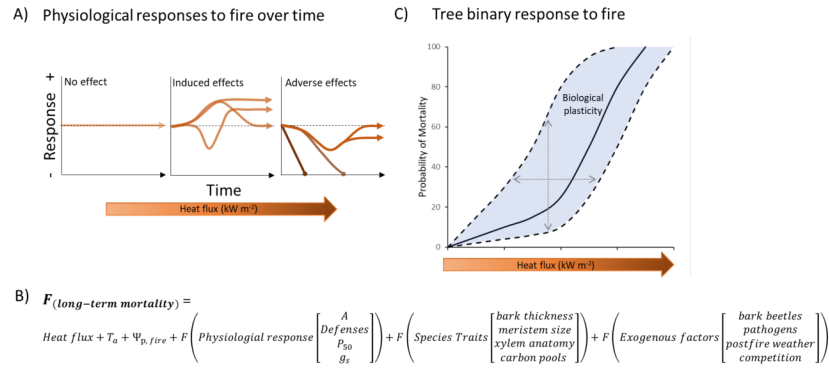 A) Physiological responses to fire over time
No effect
Induced effects
Adverse effects
+
Response
-
Time
Heat flux (kW m⁻²)
C) Tree binary response to fire
100
80
60
40
20
0
Probability of Mortality
Biological
plasticity
Heat flux (kW m⁻²)
B) F(long−term mortality) =
Heat flux + Tₐ + Ψp,fire + F(Physiologial response[A
Defenses
P₅₀
gₛ]) + F(Species Traits[bark thickness
meristem size
xylem anatomy
carbon pools]) + F(Exogenous factors[bark beetles
pathogens
postfire weather
competition])